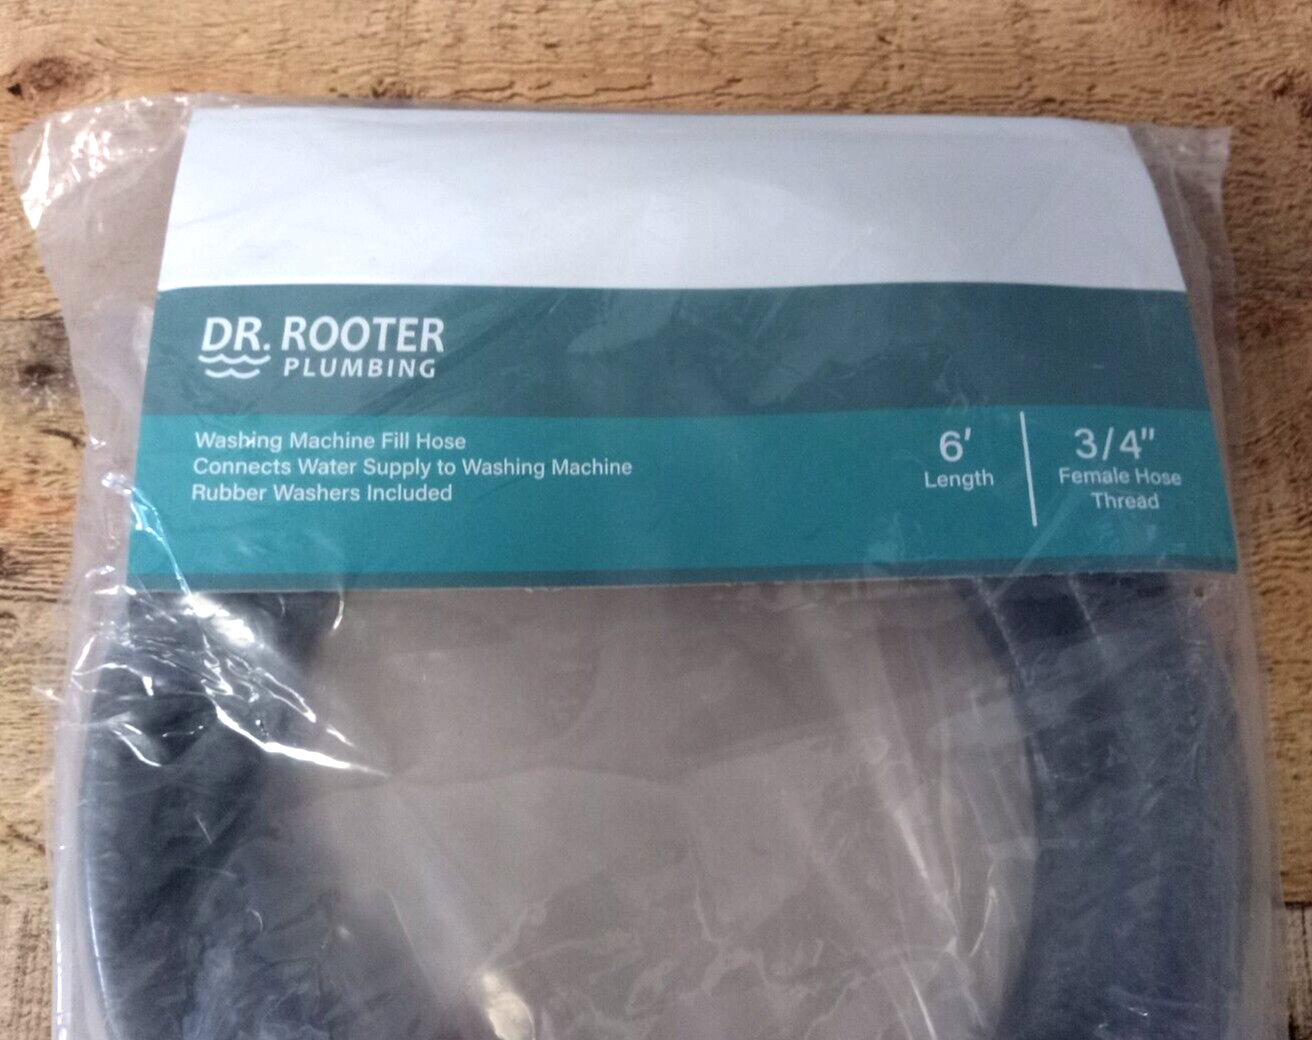 DR. ROOTER
PLUMBING
Washing Machine Fill Hose
Connects Water Supply to Washing Machine
Rubber Washers Included
6'
Length
3/4"
Female Hose
Thread